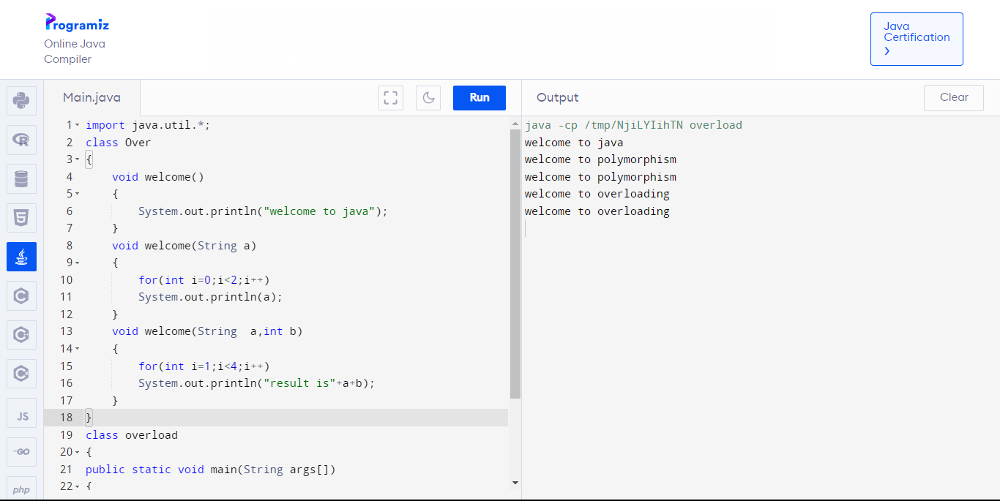 Programiz
Online Java
Compiler
Java
Certification
Main.java
Run
Output
Clear
1 import java.util.*;
2 class Over
3 {
4 void welcome()
5 {
6 System.out.println("welcome to java");
7 }
8 void welcome(String a)
9 {
10 for(int i=0;i<2;i++)
11 System.out.println(a);
12 }
13 void welcome(String  a,int b)
14 {
15 for(int i=1;i<4;i++)
16 System.out.println("result is"+a+b);
17 }
18 }
19 class overload
20 {
21 public static void main(String args[])
22 {
java -cp /tmp/NjiLYIihTN overload
welcome to java
welcome to polymorphism
welcome to polymorphism
welcome to overloading
welcome to overloading
R
5
C
C
C
JS
GO
php